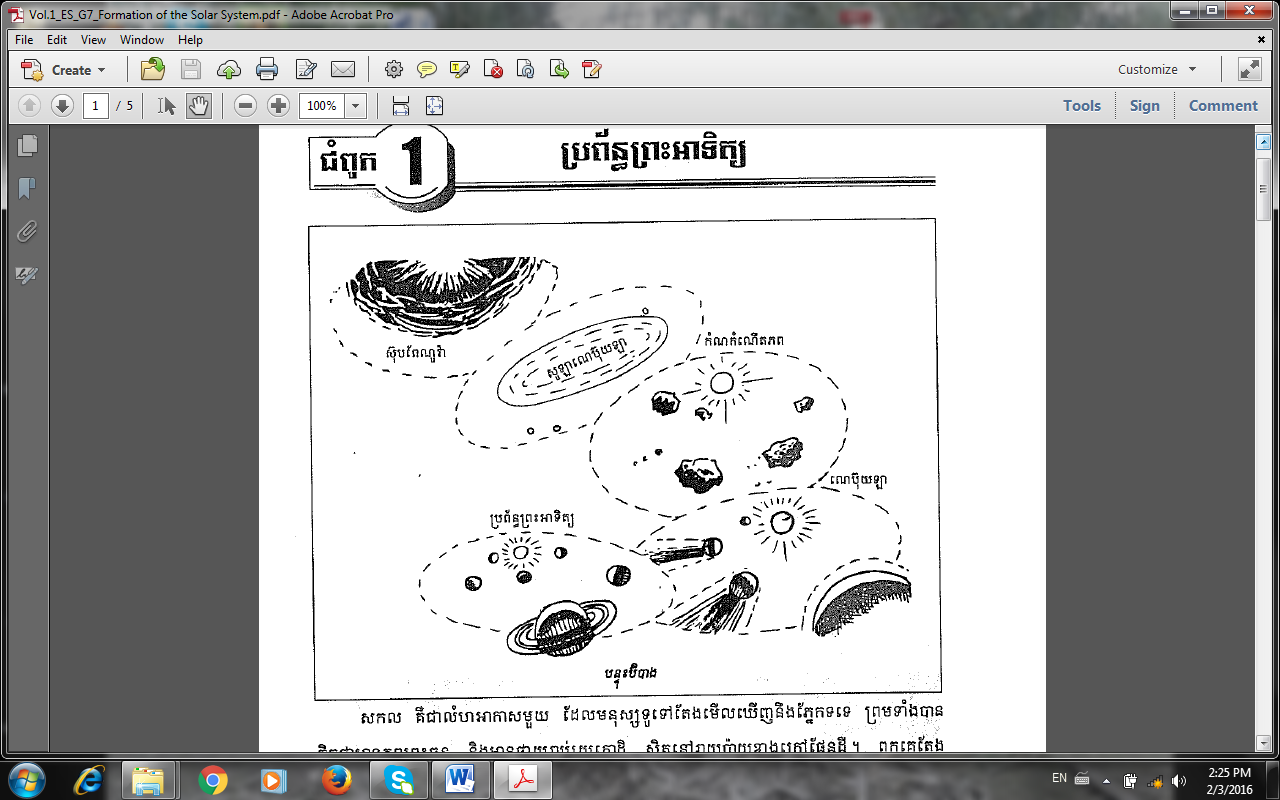 Vol.1_ES_G7_Formation of the Solar System.pdf - Adobe Acrobat Pro
File Edit View Window Help
Create Customize
1 / 5 100% Tools Sign Comment
ជំពូក 1 ប្រព័ន្ធព្រះអាទិត្យ
ស៊ុបពែណូវ៉ា
សូឡាណេប៊ុយឡា
កំណកំណើតភព
ណេប៊ុយឡា
ប្រព័ន្ធព្រះអាទិត្យ
បន្ទុះប៊ីបាង
សកល គឺជាលំហអាកាសមួយ ដែលមនុស្សទូទៅតែងមើលឃើញនឹងភ្នែកទទេ ព្រមទាំងបាន
EN 2:25 PM
2/3/2016